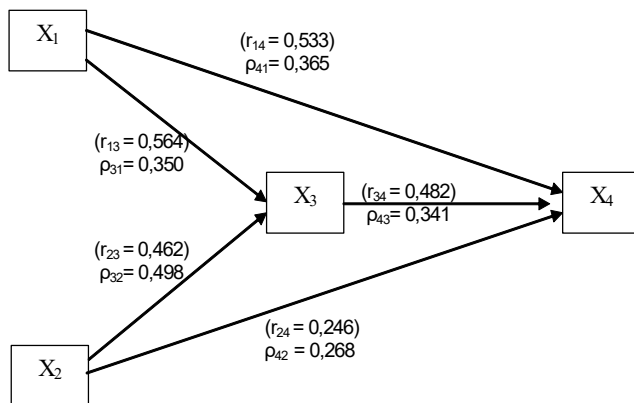 X₁
(r₁₄ = 0,533)
ρ₄₁ = 0,365
(r₁₃ = 0,564)
ρ₃₁ = 0,350
X₃
(r₃₄ = 0,482)
ρ₄₃ = 0,341
X₄
(r₂₃ = 0,462)
ρ₃₂ = 0,498
(r₂₄ = 0,246)
ρ₄₂ = 0,268
X₂